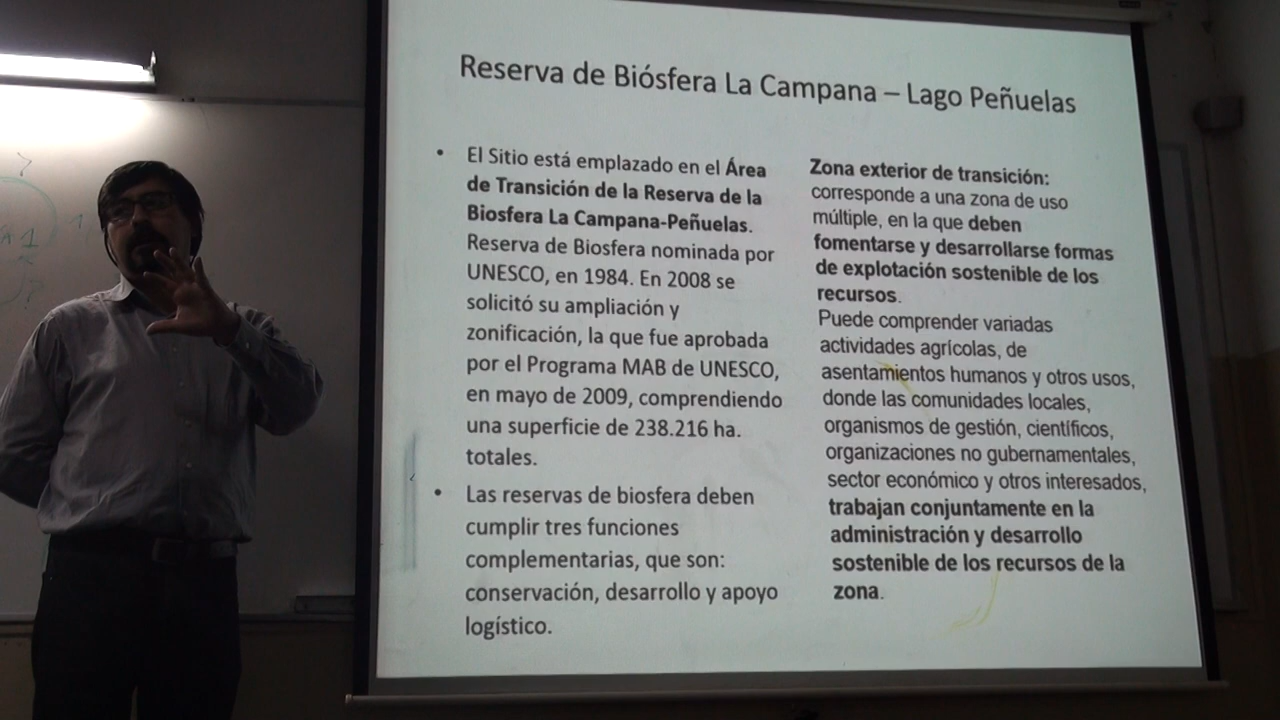 Reserva de Biósfera La Campana – Lago Peñuelas
• El Sitio está emplazado en el Área
de Transición de la Reserva de la
Biosfera La Campana-Peñuelas.
Reserva de Biosfera nominada por
UNESCO, en 1984. En 2008 se
solicitó su ampliación y
zonificación, la que fue aprobada
por el Programa MAB de UNESCO,
en mayo de 2009, comprendiendo
una superficie de 238.216 ha.
totales.
• Las reservas de biosfera deben
cumplir tres funciones
complementarias, que son:
conservación, desarrollo y apoyo
logístico.
Zona exterior de transición:
corresponde a una zona de uso
múltiple, en la que deben
fomentarse y desarrollarse formas
de explotación sostenible de los
recursos.
Puede comprender variadas
actividades agrícolas, de
asentamientos humanos y otros usos,
donde las comunidades locales,
organismos de gestión, científicos,
organizaciones no gubernamentales,
sector económico y otros interesados,
trabajan conjuntamente en la
administración y desarrollo
sostenible de los recursos de la
zona.